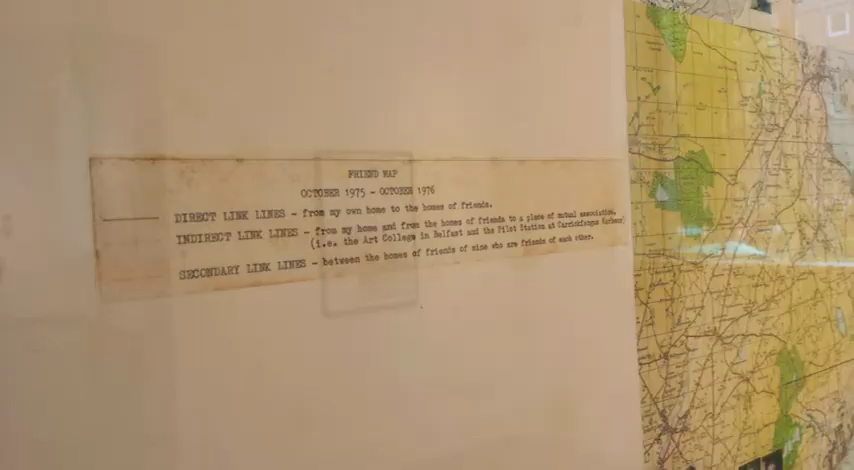 FRIEND MAP
OCTOBER 1975 - OCTOBER 1976
DIRECT LINK LINES - from my own home to the homes of friends.
INDIRECT LINK LINES - from my home and from the homes of friends to a place of mutual association.
(i.e. the Art College in Belfast and the Pilot Station at Carrickfergus Harbour)
SECONDARY LINK LINES - between the homes of friends of mine who are friends of each other.